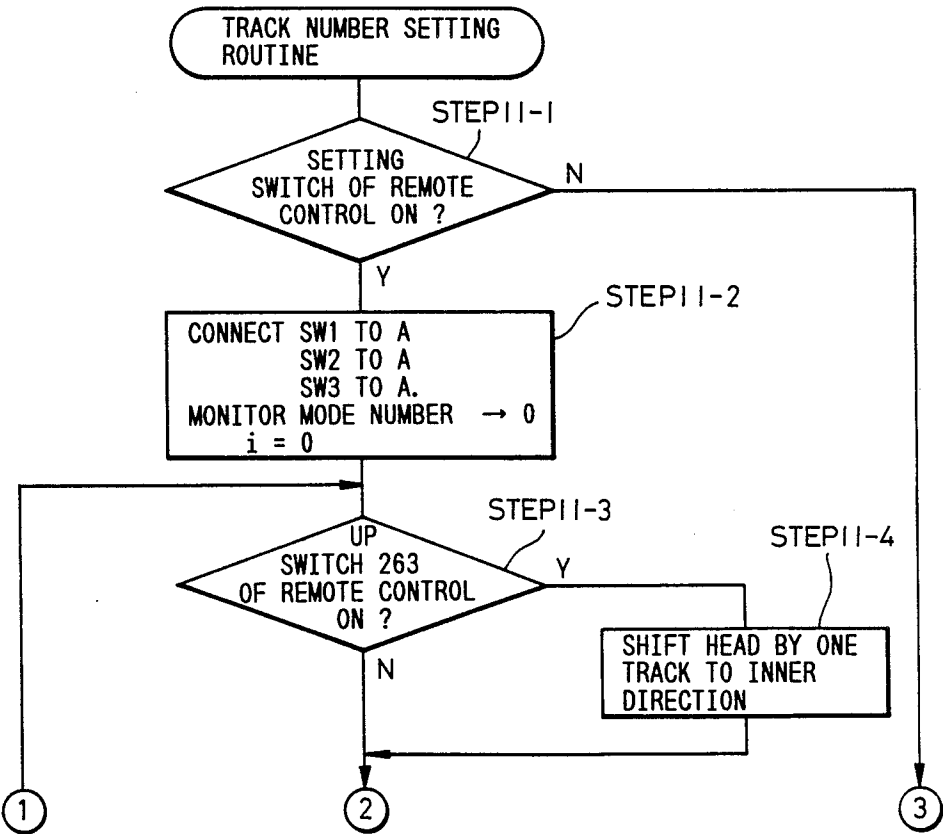 TRACK NUMBER SETTING
ROUTINE
STEP11-1
SETTING
SWITCH OF REMOTE
CONTROL ON ?
N
Y
STEP11-2
CONNECT SW1 TO A
SW2 TO A
SW3 TO A.
MONITOR MODE NUMBER → 0
i = 0
STEP11-3
UP
SWITCH 263
OF REMOTE CONTROL
ON ?
Y
N
STEP11-4
SHIFT HEAD BY ONE
TRACK TO INNER
DIRECTION
1
2
3